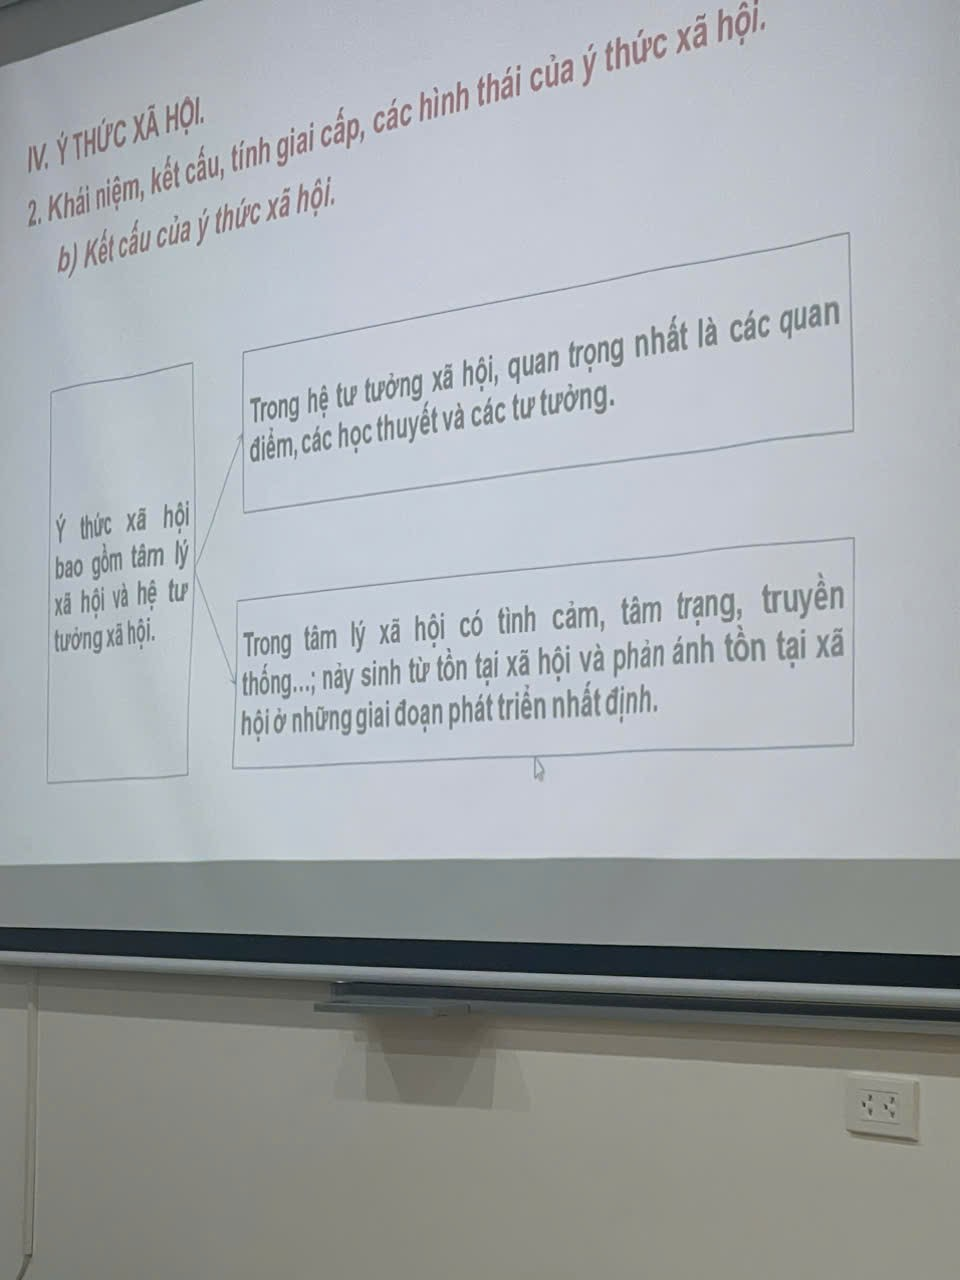 IV. Ý THỨC XÃ HỘI.
2. Khái niệm, kết cấu, tính giai cấp, các hình thái của ý thức xã hội.
b) Kết cấu của ý thức xã hội.
Trong hệ tư tưởng xã hội, quan trọng nhất là các quan
điểm, các học thuyết và các tư tưởng.
Ý thức xã hội
bao gồm tâm lý
xã hội và hệ tư
tưởng xã hội.
Trong tâm lý xã hội có tình cảm, tâm trạng, truyền
thống...; nảy sinh từ tồn tại xã hội và phản ánh tồn tại xã
hội ở những giai đoạn phát triển nhất định.